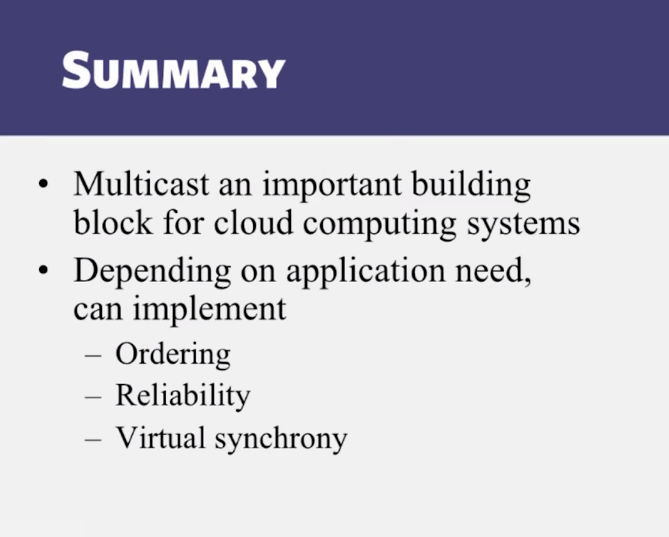 SUMMARY
• Multicast an important building
block for cloud computing systems
• Depending on application need,
can implement
– Ordering
– Reliability
– Virtual synchrony